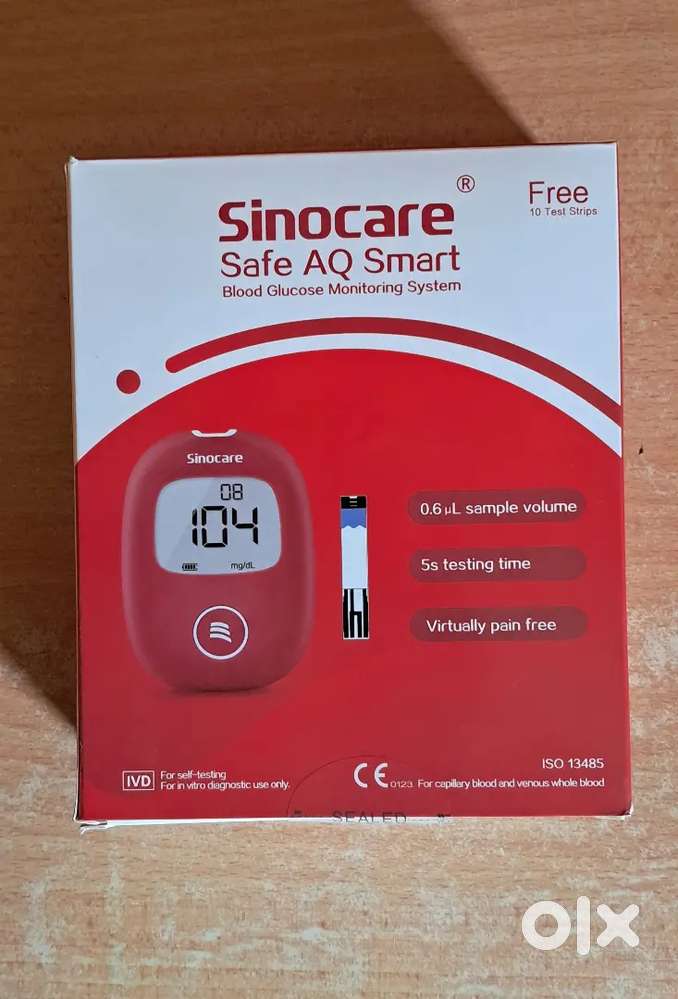 Sinocare ®
Safe AQ Smart
Blood Glucose Monitoring System
Free
10 Test Strips
Sinocare
08
104
mg/dL
0.6 μL sample volume
5s testing time
Virtually pain free
ISO 13485
IVD
For self-testing
For in vitro diagnostic use only.
CE 0123 For capillary blood and venous whole blood
SEALED
olx